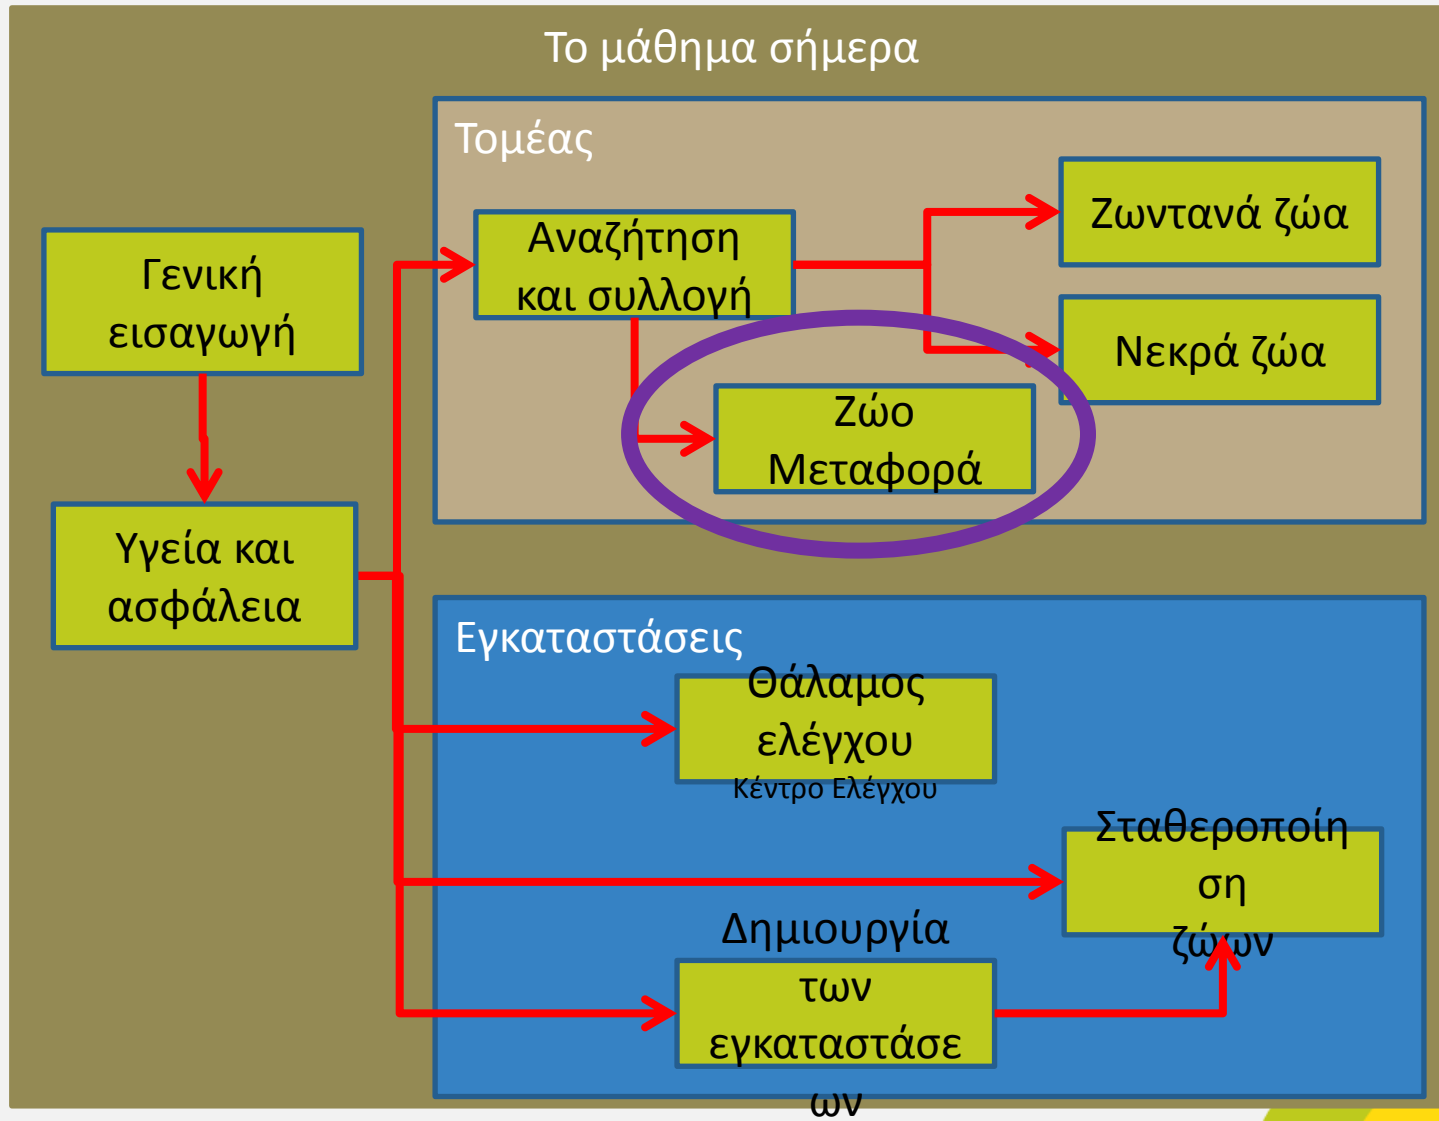 Το μάθημα σήμερα
Τομέας
Ζωντανά ζώα
Αναζήτηση
και συλλογή
Γενική
εισαγωγή
Νεκρά ζώα
Ζώο
Μεταφορά
Υγεία και
ασφάλεια
Εγκαταστάσεις
Θάλαμος
ελέγχου
Κέντρο Ελέγχου
Σταθεροποίη
ση
ζώων
Δημιουργία
των
εγκαταστάσε
ων